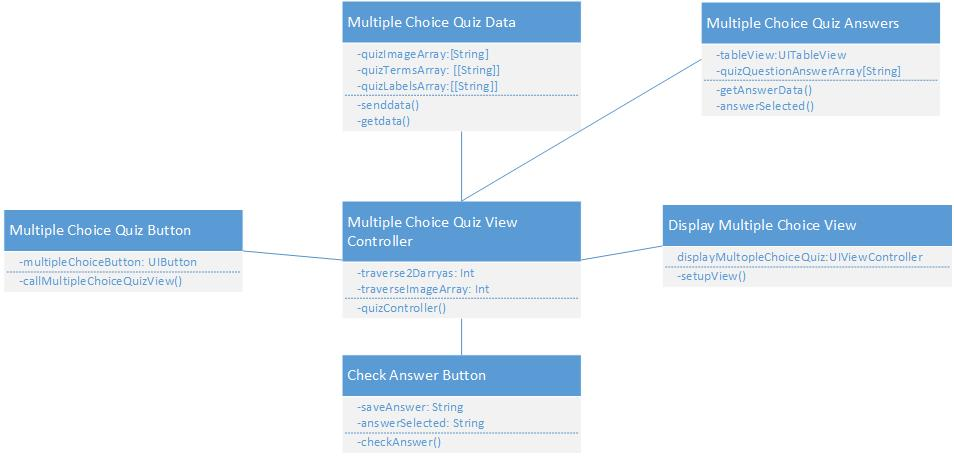 Multiple Choice Quiz Data
-quizImageArray:[String]
-quizTermsArray: [[String]]
-quizLabelsArray:[[String]]
-senddata()
-getdata()
Multiple Choice Quiz Answers
-tableView:UITableView
-quizQuestionAnswerArray[String]
-getAnswerData()
-answerSelected()
Multiple Choice Quiz Button
-multipleChoiceButton: UIButton
-callMultipleChoiceQuizView()
Multiple Choice Quiz View
Controller
-traverse2Darryas: Int
-traverseImageArray: Int
-quizController()
Display Multiple Choice View
displayMultopleChoiceQuiz:UIViewController
-setupView()
Check Answer Button
-saveAnswer: String
-answerSelected: String
-checkAnswer()